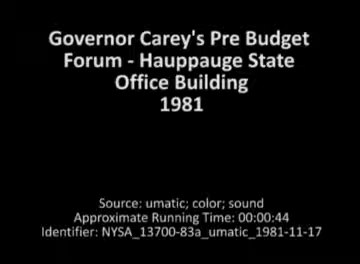 Governor Carey's Pre Budget
Forum - Hauppauge State
Office Building
1981
Source: umatic; color; sound
Approximate Running Time: 00:00:44
Identifier: NYSA_13700-83a_umatic_1981-11-17